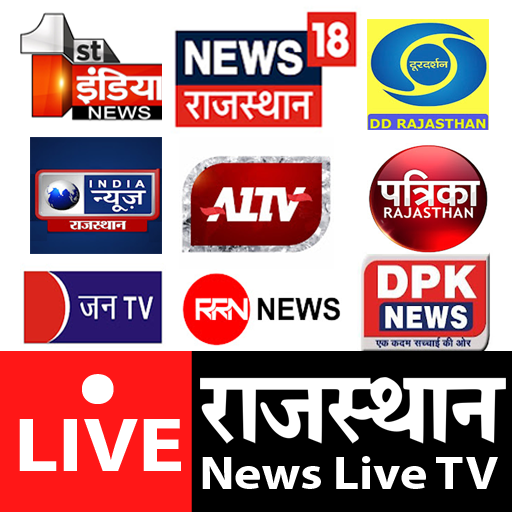 1st
इंडिया
NEWS
NEWS 18
राजस्थान
दूरदर्शन
DD RAJASTHAN
INDIA
न्यूज़
राजस्थान
A1TV
पत्रिका
RAJASTHAN
जन TV
RRN NEWS
DPK
NEWS
एक कदम सच्चाई की ओर
LIVE
राजस्थान
News Live TV